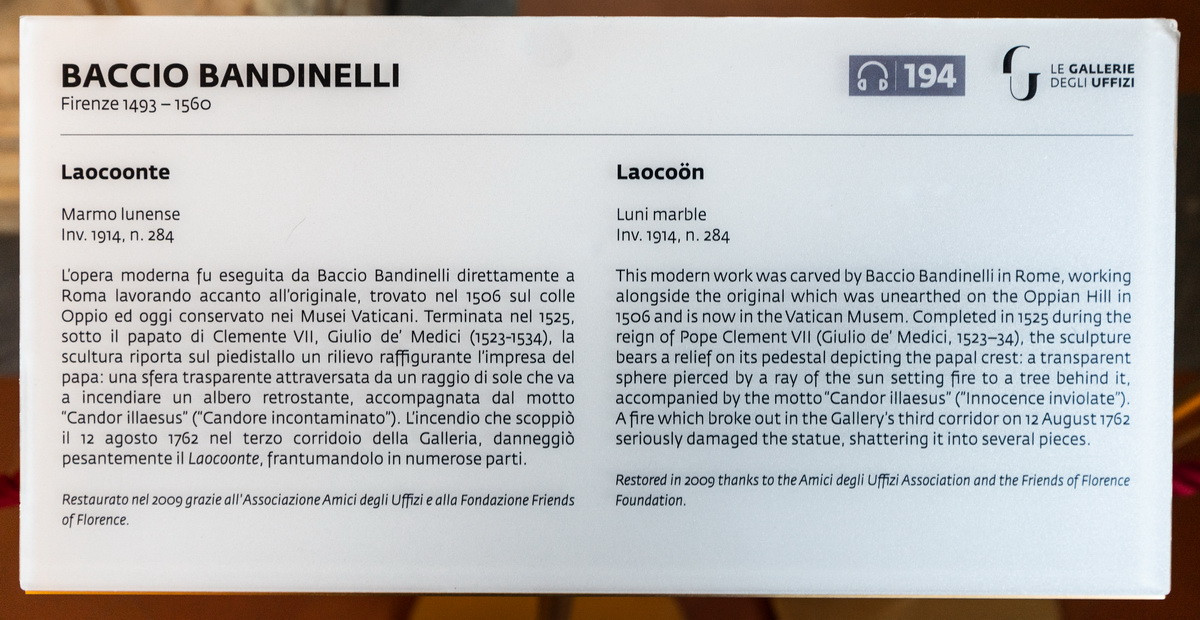 BACCIO BANDINELLI
Firenze 1493 – 1560
194
LE GALLERIE
DEGLI UFFIZI
Laocoonte
Marmo lunense
Inv. 1914, n. 284
L'opera moderna fu eseguita da Baccio Bandinelli direttamente a
Roma lavorando accanto all'originale, trovato nel 1506 sul colle
Oppio ed oggi conservato nei Musei Vaticani. Terminata nel 1525,
sotto il papato di Clemente VII, Giulio de' Medici (1523-1534), la
scultura riporta sul piedistallo un rilievo raffigurante l'impresa del
papa: una sfera trasparente attraversata da un raggio di sole che va
a incendiare un albero retrostante, accompagnata dal motto
"Candor illaesus" ("Candore incontaminato"). L'incendio che scoppiò
il 12 agosto 1762 nel terzo corridoio della Galleria, danneggiò
pesantemente il Laocoonte, frantumandolo in numerose parti.
Restaurato nel 2009 grazie all'Associazione Amici degli Uffizi e alla Fondazione Friends
of Florence.
Laocoön
Luni marble
Inv. 1914, n. 284
This modern work was carved by Baccio Bandinelli in Rome, working
alongside the original which was unearthed on the Oppian Hill in
1506 and is now in the Vatican Musem. Completed in 1525 during the
reign of Pope Clement VII (Giulio de' Medici, 1523–34), the sculpture
bears a relief on its pedestal depicting the papal crest: a transparent
sphere pierced by a ray of the sun setting fire to a tree behind it,
accompanied by the motto "Candor illaesus" ("Innocence inviolate").
A fire which broke out in the Gallery's third corridor on 12 August 1762
seriously damaged the statue, shattering it into several pieces.
Restored in 2009 thanks to the Amici degli Uffizi Association and the Friends of Florence
Foundation.